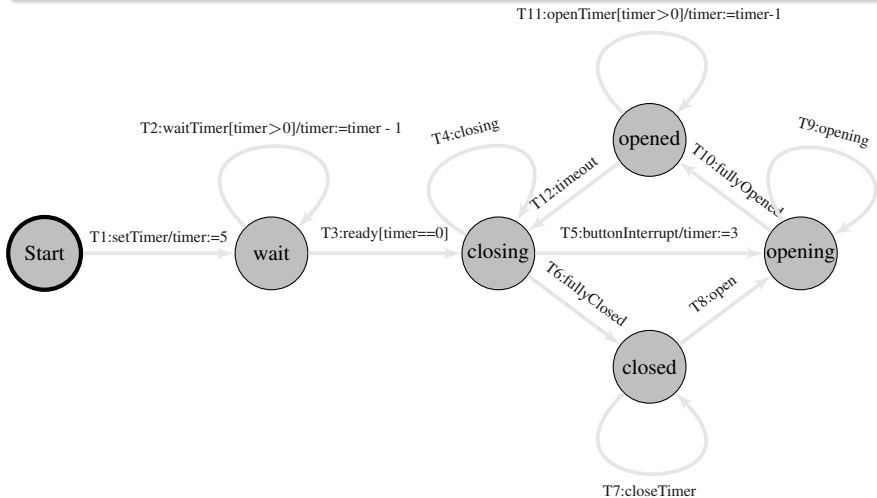 T11:openTimer[timer>0]/timer:=timer-1
T2:waitTimer[timer>0]/timer:=timer - 1
T4:closing
opened
T9:opening
T12:timeout
T10:fullyOpened
Start
T1:setTimer/timer:=5
wait
T3:ready[timer==0]
closing
T5:buttonInterrupt/timer:=3
opening
T6:fullyClosed
T8:open
closed
T7:closeTimer